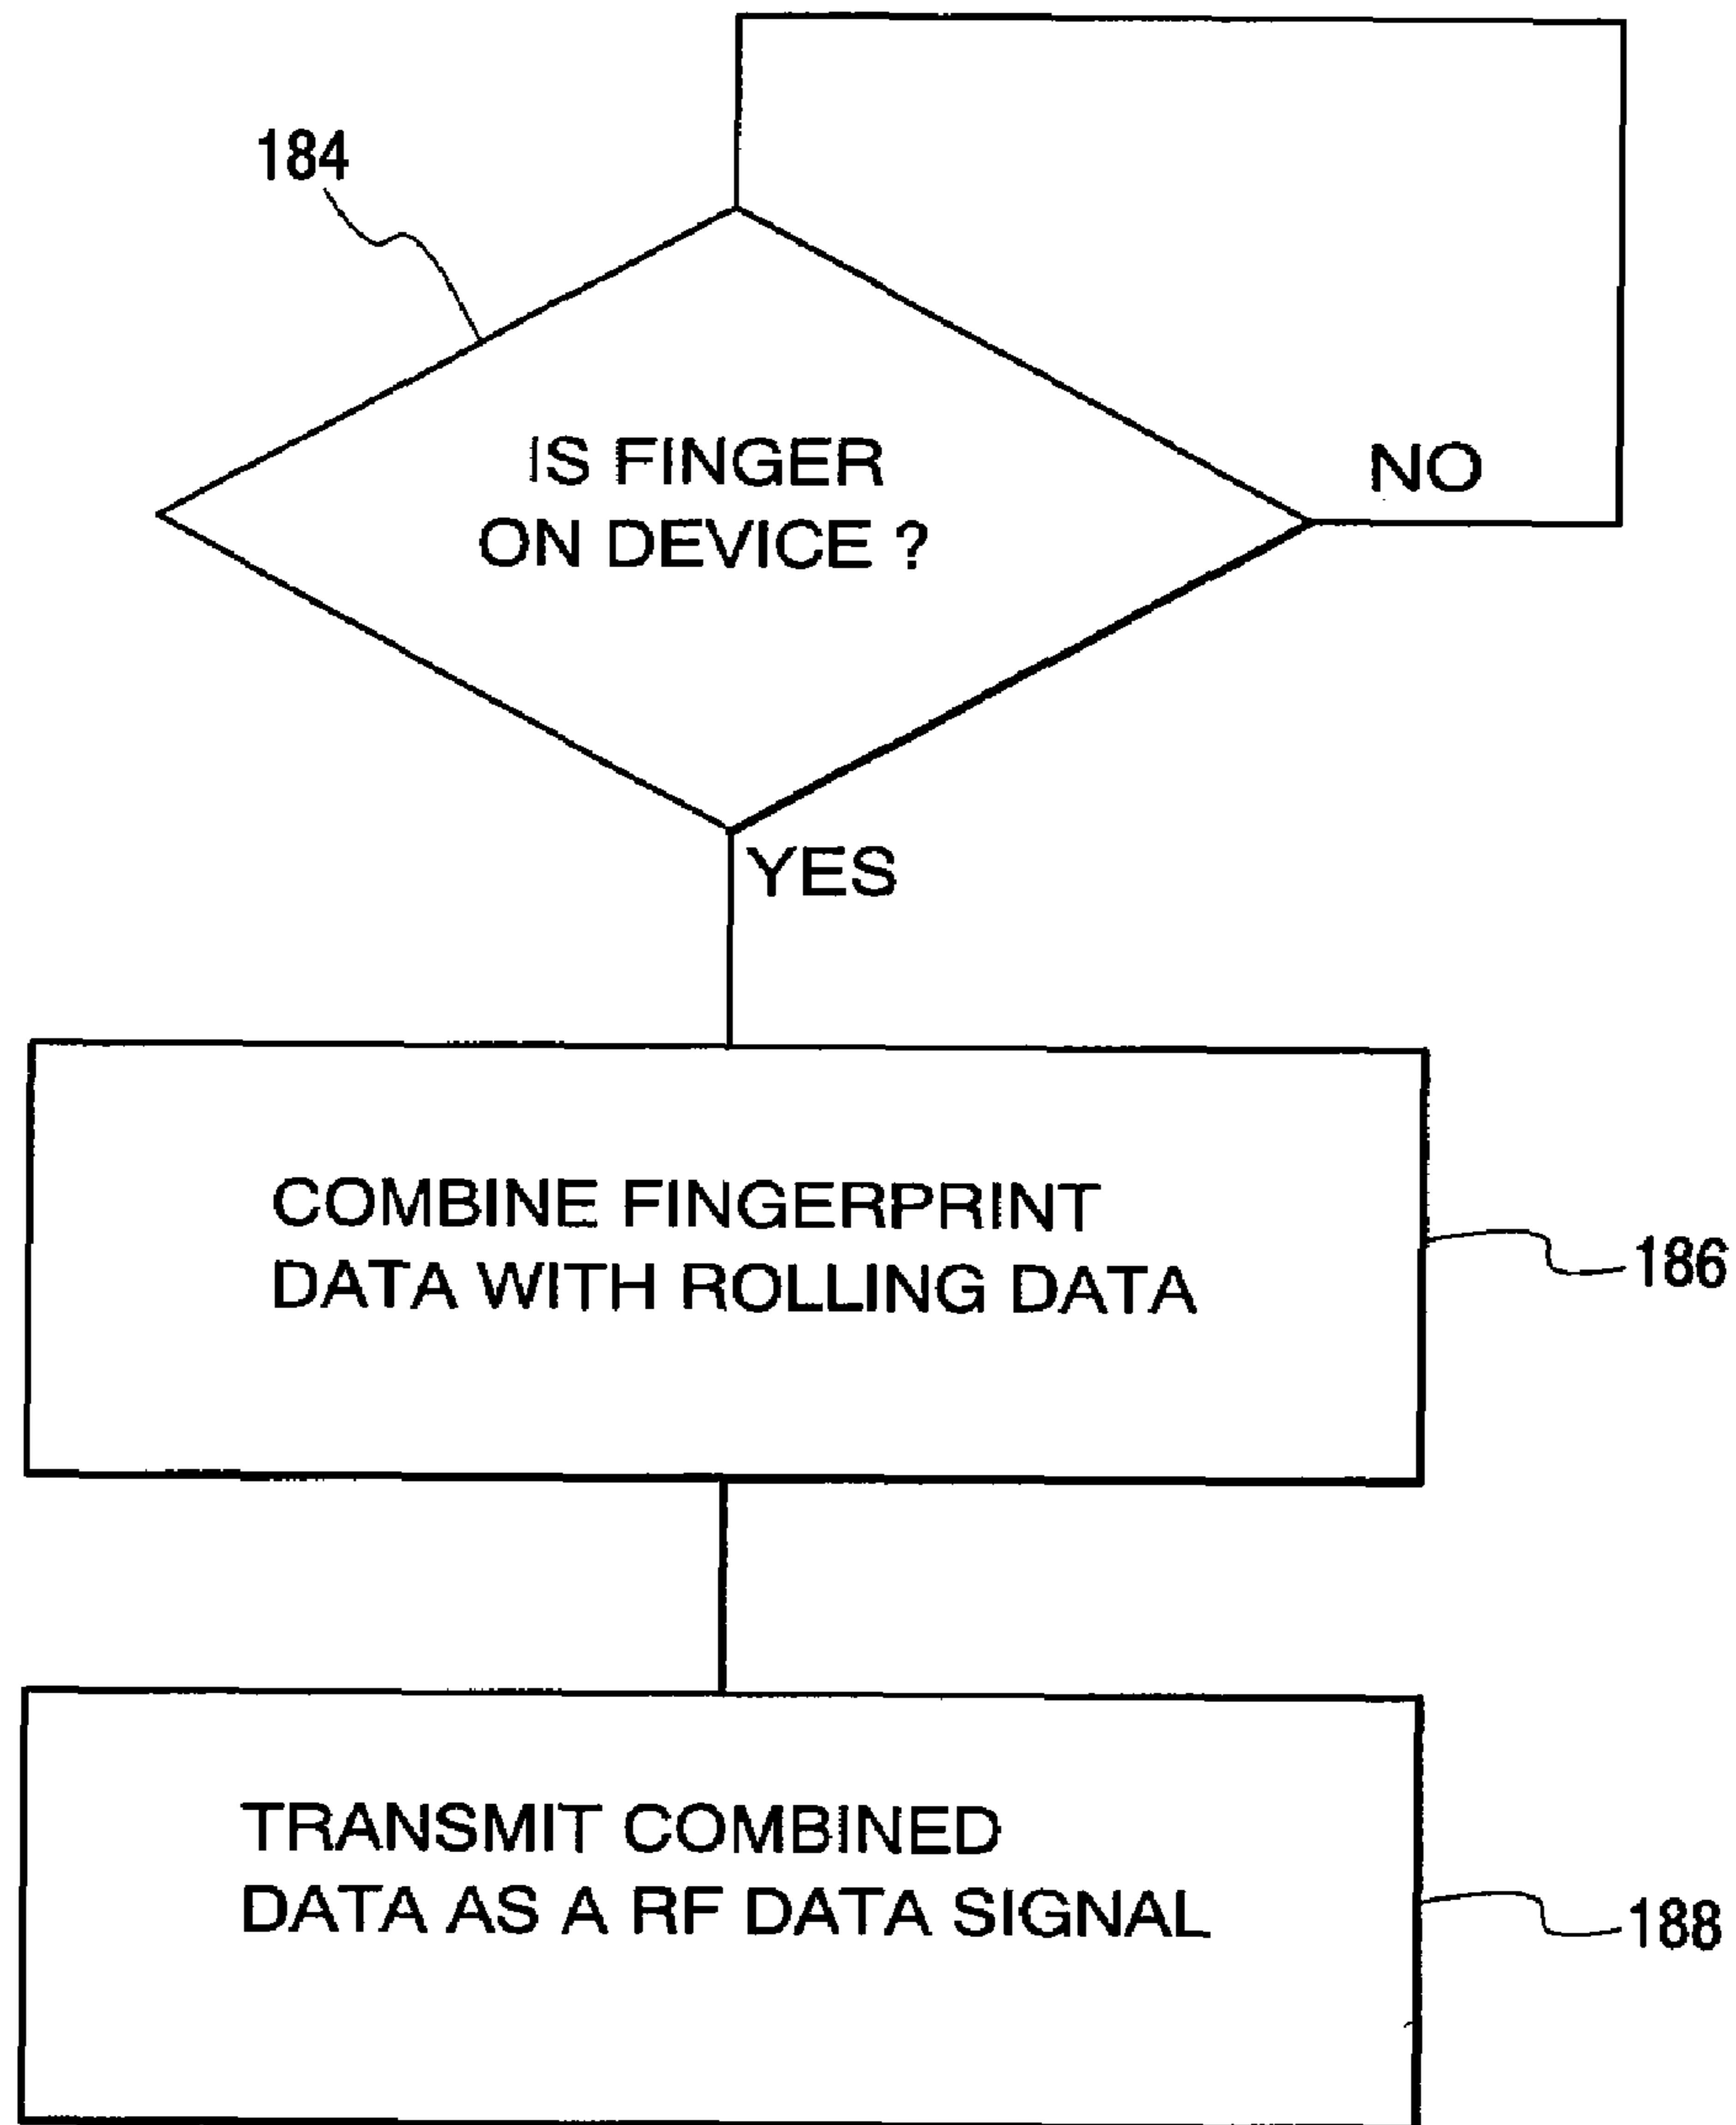 184
IS FINGER
ON DEVICE ?
NO
YES
COMBINE FINGERPRINT
DATA WITH ROLLING DATA
186
TRANSMIT COMBINED
DATA AS A RF DATA SIGNAL
188